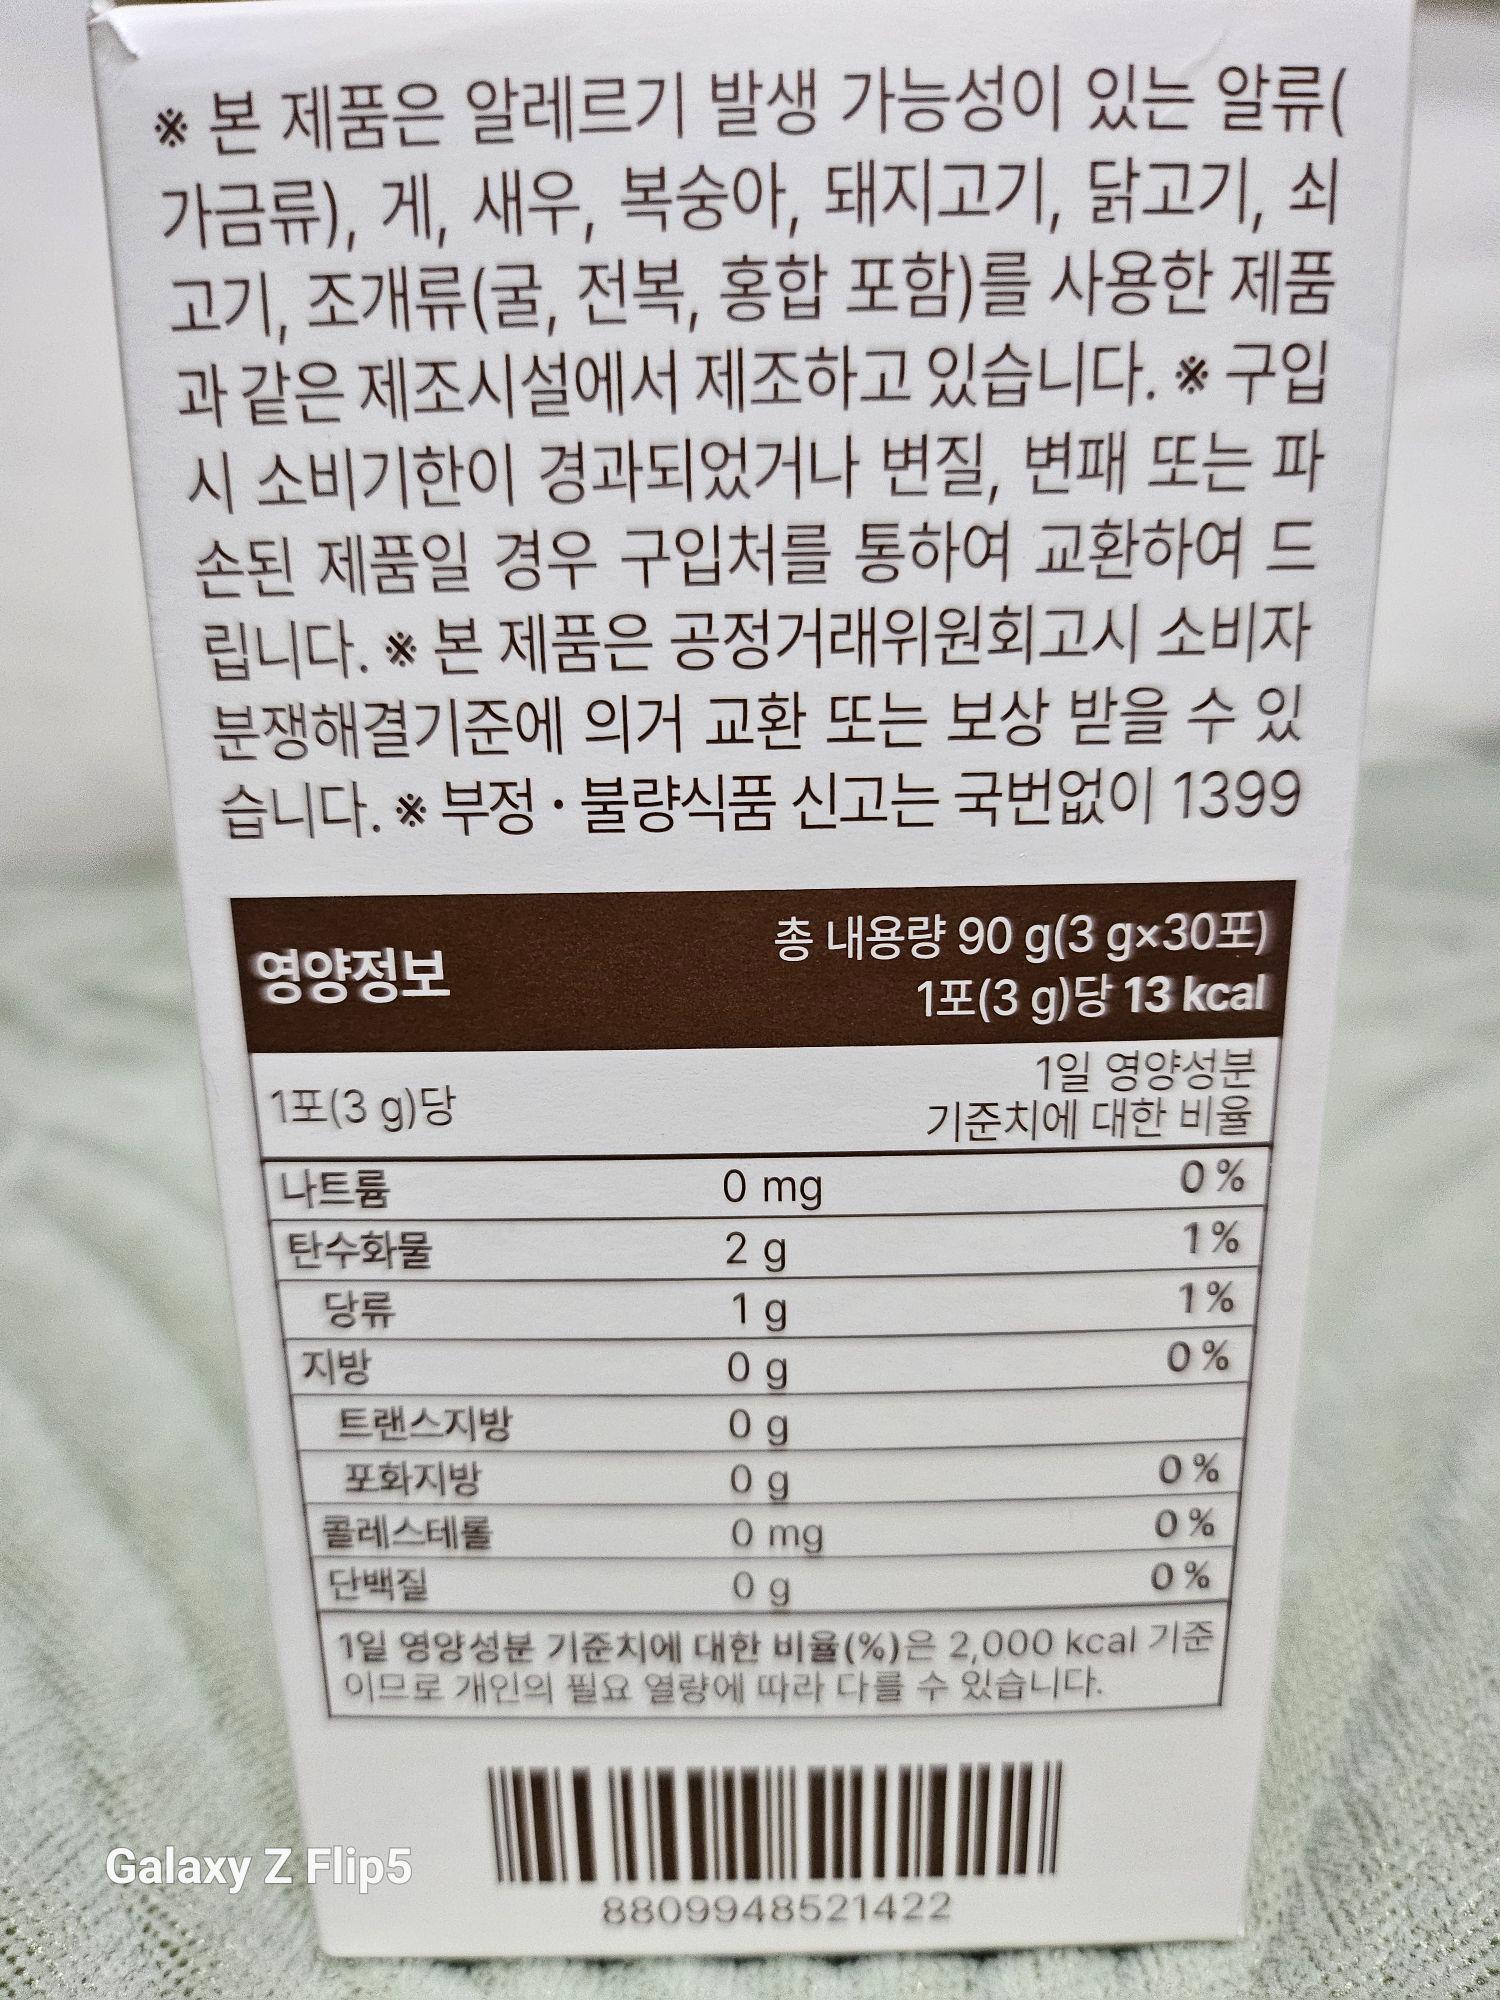 ※ 본 제품은 알레르기 발생 가능성이 있는 알류(
가금류), 게, 새우, 복숭아, 돼지고기, 닭고기, 쇠
고기, 조개류(굴, 전복, 홍합 포함)를 사용한 제품
과 같은 제조시설에서 제조하고 있습니다. ※ 구입
시 소비기한이 경과되었거나 변질, 변패 또는 파
손된 제품일 경우 구입처를 통하여 교환하여 드
립니다. ※ 본 제품은 공정거래위원회고시 소비자
분쟁해결기준에 의거 교환 또는 보상 받을 수 있
습니다. ※ 부정 · 불량식품 신고는 국번없이 1399
영양정보
총 내용량 90 g(3 g×30포)
1포(3 g)당 13 kcal
1포(3 g)당
1일 영양성분
기준치에 대한 비율
나트륨 0 mg 0 %
탄수화물 2 g 1 %
당류 1 g 1 %
지방 0 g 0 %
트랜스지방 0 g
포화지방 0 g 0 %
콜레스테롤 0 mg 0 %
단백질 0 g 0 %
1일 영양성분 기준치에 대한 비율(%)은 2,000 kcal 기준
이므로 개인의 필요 열량에 따라 다를 수 있습니다.
8809948521422
Galaxy Z Flip5